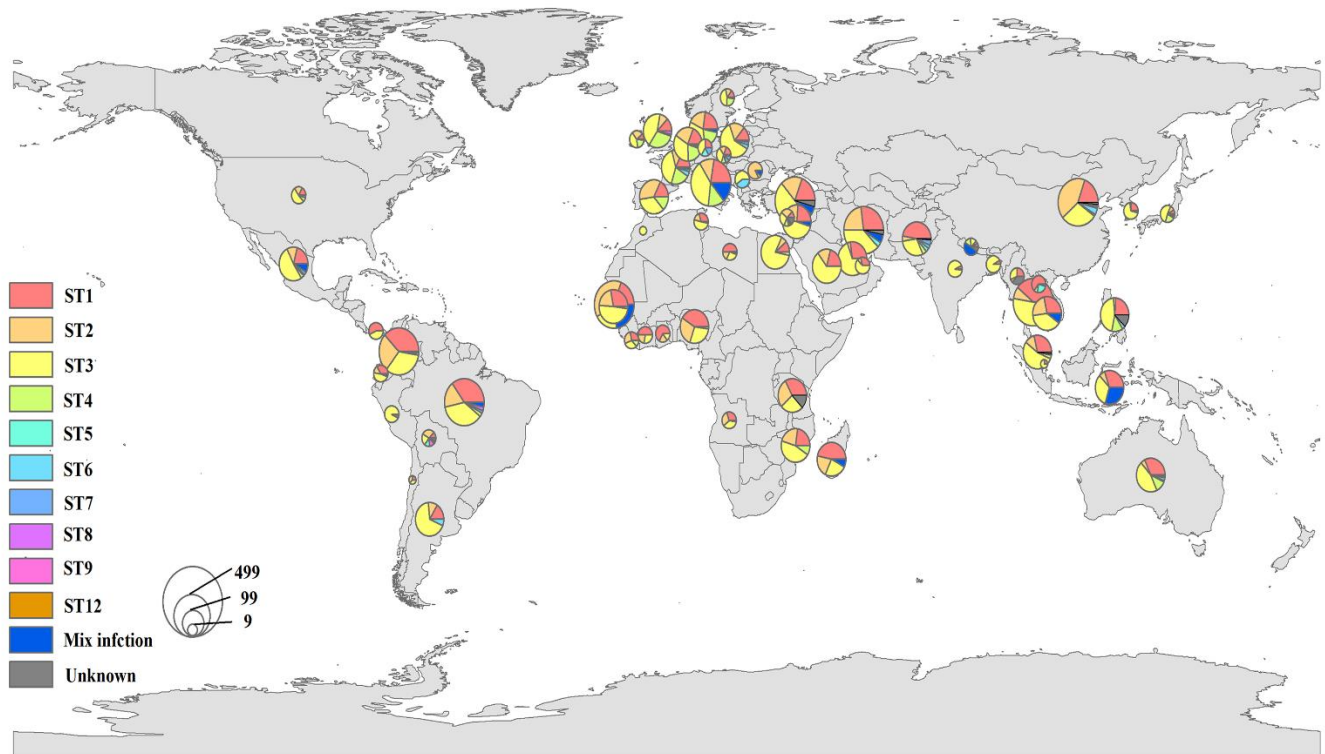 ST1
ST2
ST3
ST4
ST5
ST6
ST7
ST8
ST9
ST12
Mix infction
Unknown
499
99
9